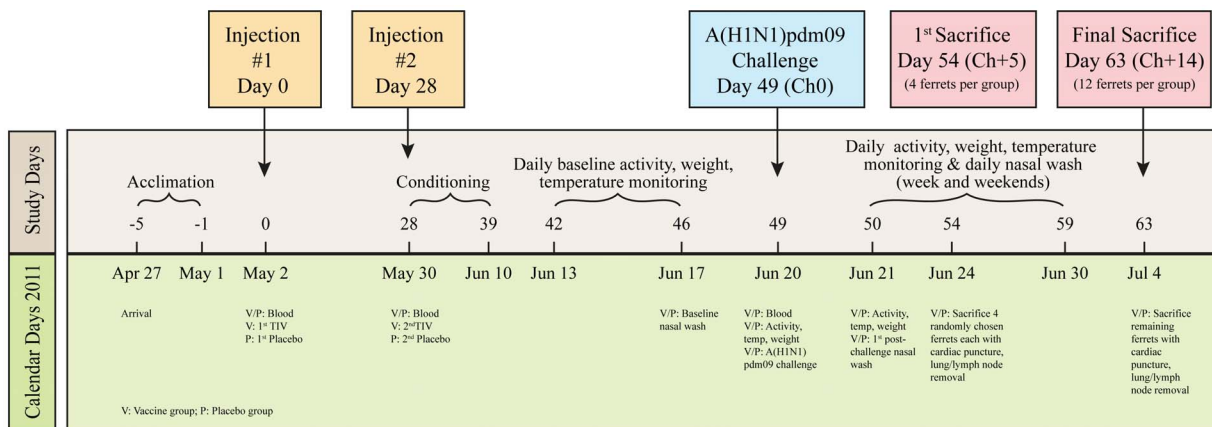 Injection
#1
Day 0
Injection
#2
Day 28
A(H1N1)pdm09
Challenge
Day 49 (Ch0)
1st Sacrifice
Day 54 (Ch+5)
(4 ferrets per group)
Final Sacrifice
Day 63 (Ch+14)
(12 ferrets per group)
Study Days
Acclimation
Conditioning
Daily baseline activity, weight,
temperature monitoring
Daily activity, weight, temperature
monitoring & daily nasal wash
(week and weekends)
-5 -1 0 28 39 42 46 49 50 54 59 63
Calendar Days 2011
Apr 27 May 1 May 2 May 30 Jun 10 Jun 13 Jun 17 Jun 20 Jun 21 Jun 24 Jun 30 Jul 4
Arrival
V/P: Blood
V: 1st TIV
P: 1st Placebo
V/P: Blood
V: 2ndTIV
P: 2nd Placebo
V/P: Baseline
nasal wash
V/P: Blood
V/P: Activity,
temp, weight
V/P: A(H1N1)
pdm09 challenge
V/P: Activity,
temp, weight
V/P: 1st post-
challenge nasal
wash
V/P: Sacrifice 4
randomly chosen
ferrets each with
cardiac puncture,
lung/lymph node
removal
V/P: Sacrifice
remaining
ferrets with
cardiac
puncture,
lung/lymph
node removal
V: Vaccine group; P: Placebo group